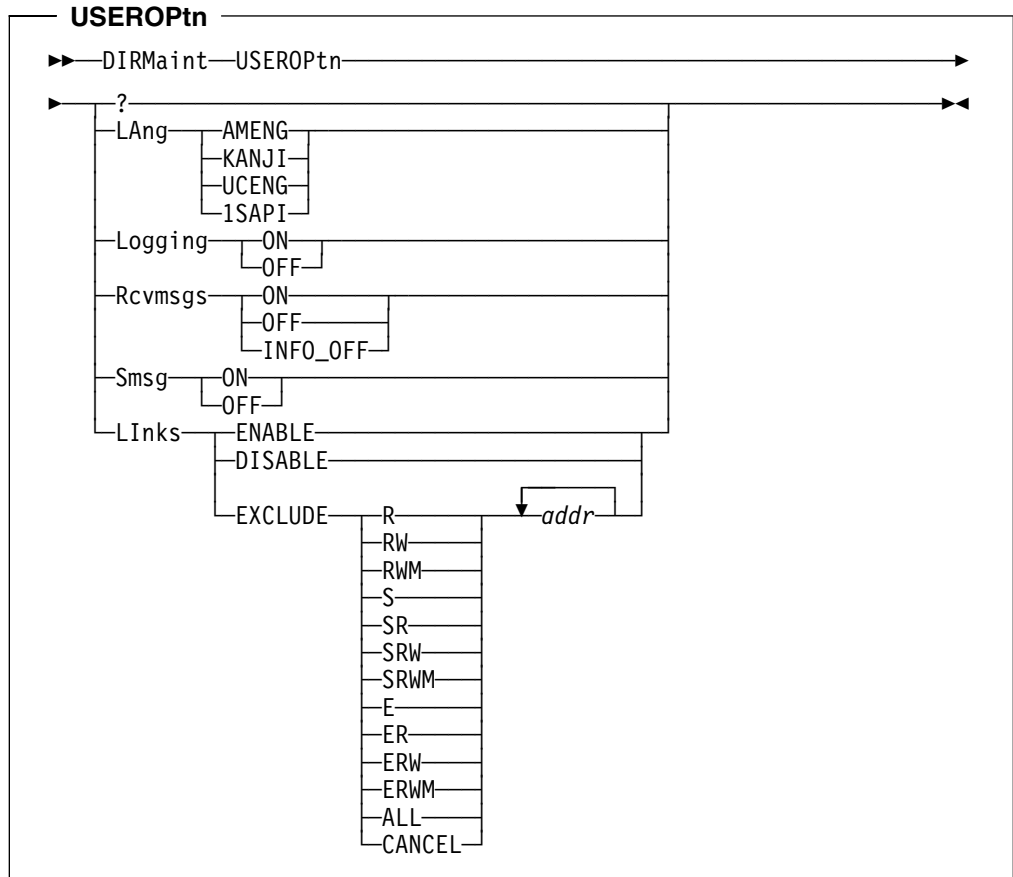 USEROPtn
DIRMaint USEROPtn
?
LAng AMENG
KANJI
UCENG
1SAPI
Logging ON
OFF
Rcvmsgs ON
OFF
INFO_OFF
Smsg ON
OFF
LInks ENABLE
DISABLE
EXCLUDE R addr
RW
RWM
S
SR
SRW
SRWM
E
ER
ERW
ERWM
ALL
CANCEL